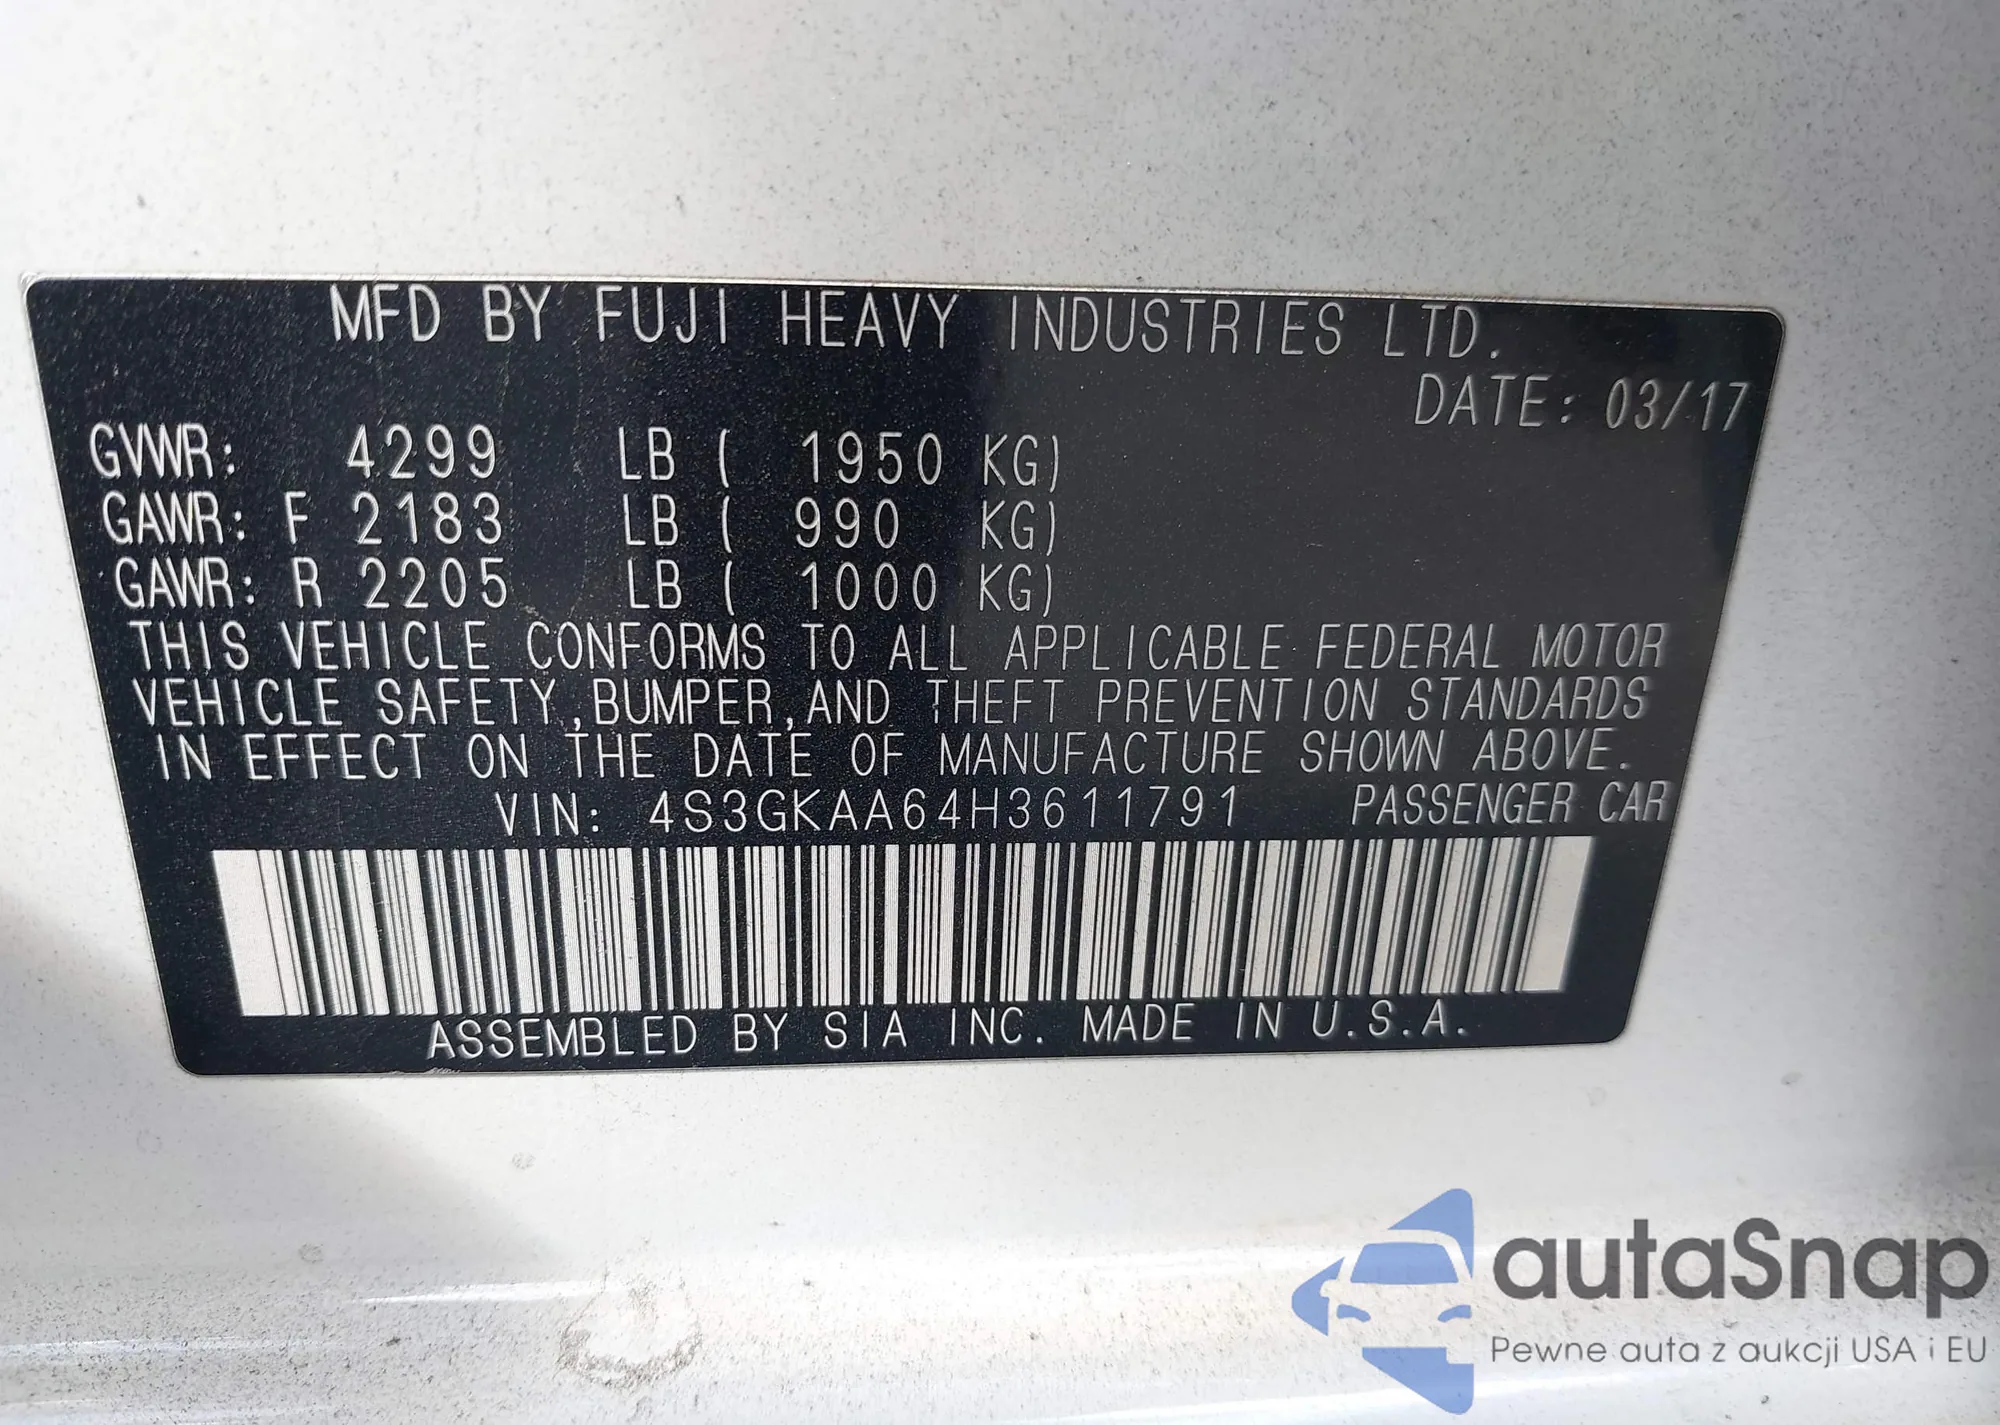 MFD BY FUJI HEAVY INDUSTRIES LTD.
DATE: 03/17
GVWR: 4299 LB ( 1950 KG)
GAWR: F 2183 LB ( 990 KG)
GAWR: R 2205 LB ( 1000 KG)
THIS VEHICLE CONFORMS TO ALL APPLICABLE FEDERAL MOTOR
VEHICLE SAFETY,BUMPER,AND THEFT PREVENTION STANDARDS
IN EFFECT ON THE DATE OF MANUFACTURE SHOWN ABOVE.
VIN: 4S3GKAA64H3611791 PASSENGER CAR
ASSEMBLED BY SIA INC. MADE IN U.S.A.
autaSnap
Pewne auta z aukcji USA i EU